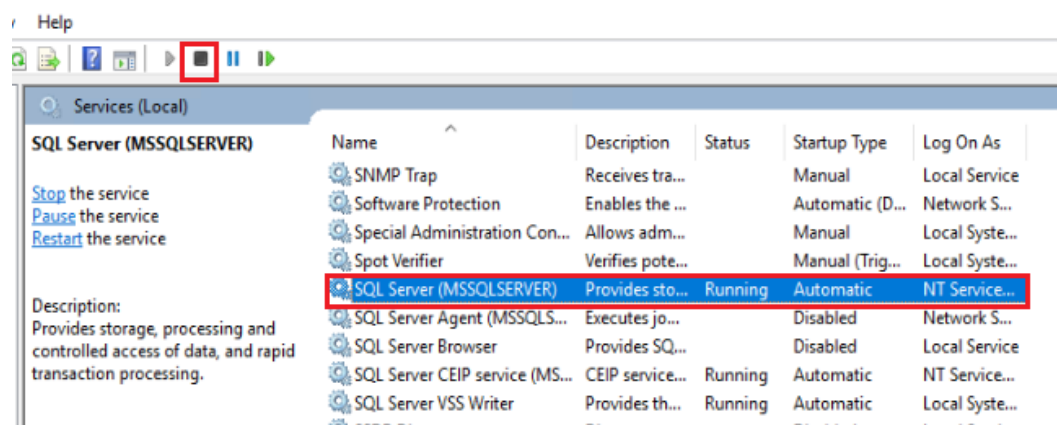 Help
Services (Local)
SQL Server (MSSQLSERVER)
Stop the service
Pause the service
Restart the service
Description:
Provides storage, processing and
controlled access of data, and rapid
transaction processing.
Name Description Status Startup Type Log On As
SNMP Trap Receives tra... Manual Local Service
Software Protection Enables the ... Automatic (D... Network S...
Special Administration Con... Allows adm... Manual Local Syste...
Spot Verifier Verifies pote... Manual (Trig... Local Syste...
SQL Server (MSSQLSERVER) Provides sto... Running Automatic NT Service...
SQL Server Agent (MSSQLS... Executes jo... Disabled Network S...
SQL Server Browser Provides SQ... Disabled Local Service
SQL Server CEIP service (MS... CEIP service... Running Automatic NT Service...
SQL Server VSS Writer Provides th... Running Automatic Local Syste...